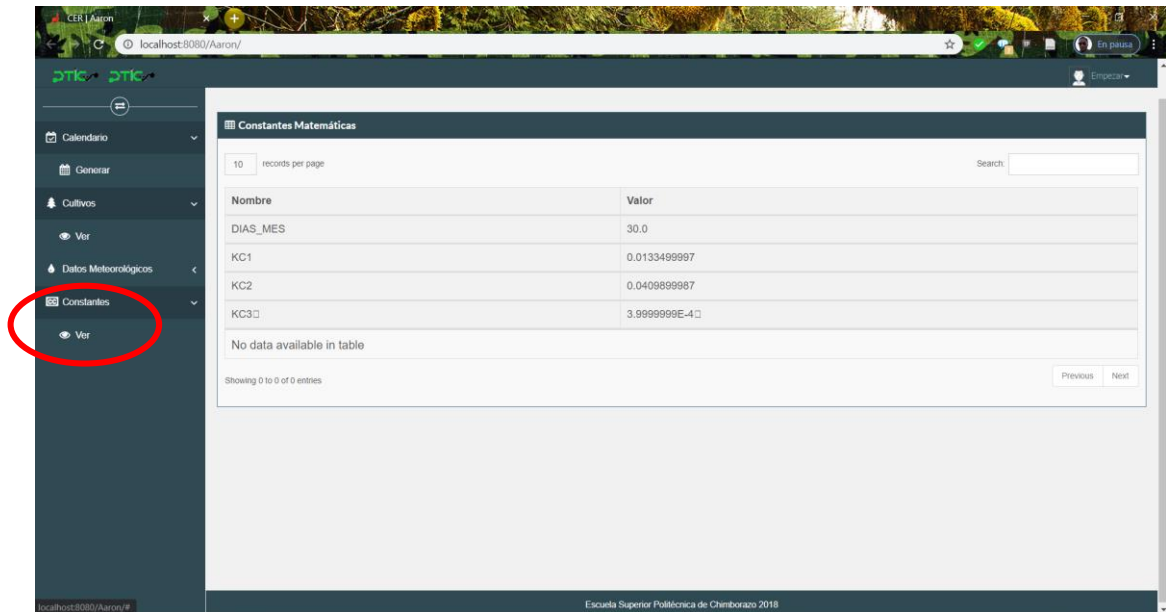 CER | Aaron
localhost:8080/Aaron/
En pausa
DTIC DTIC
Empezar
Calendario
Generar
Cultivos
Ver
Datos Meteorológicos
Constantes
Ver
Constantes Matemáticas
10 records per page
Search:
Nombre Valor
DIAS_MES 30.0
KC1 0.0133499997
KC2 0.0409899987
KC3□ 3.9999999E-4□
No data available in table
Showing 0 to 0 of 0 entries
Previous Next
localhost:8080/Aaron/#
Escuela Superior Politécnica de Chimborazo 2018